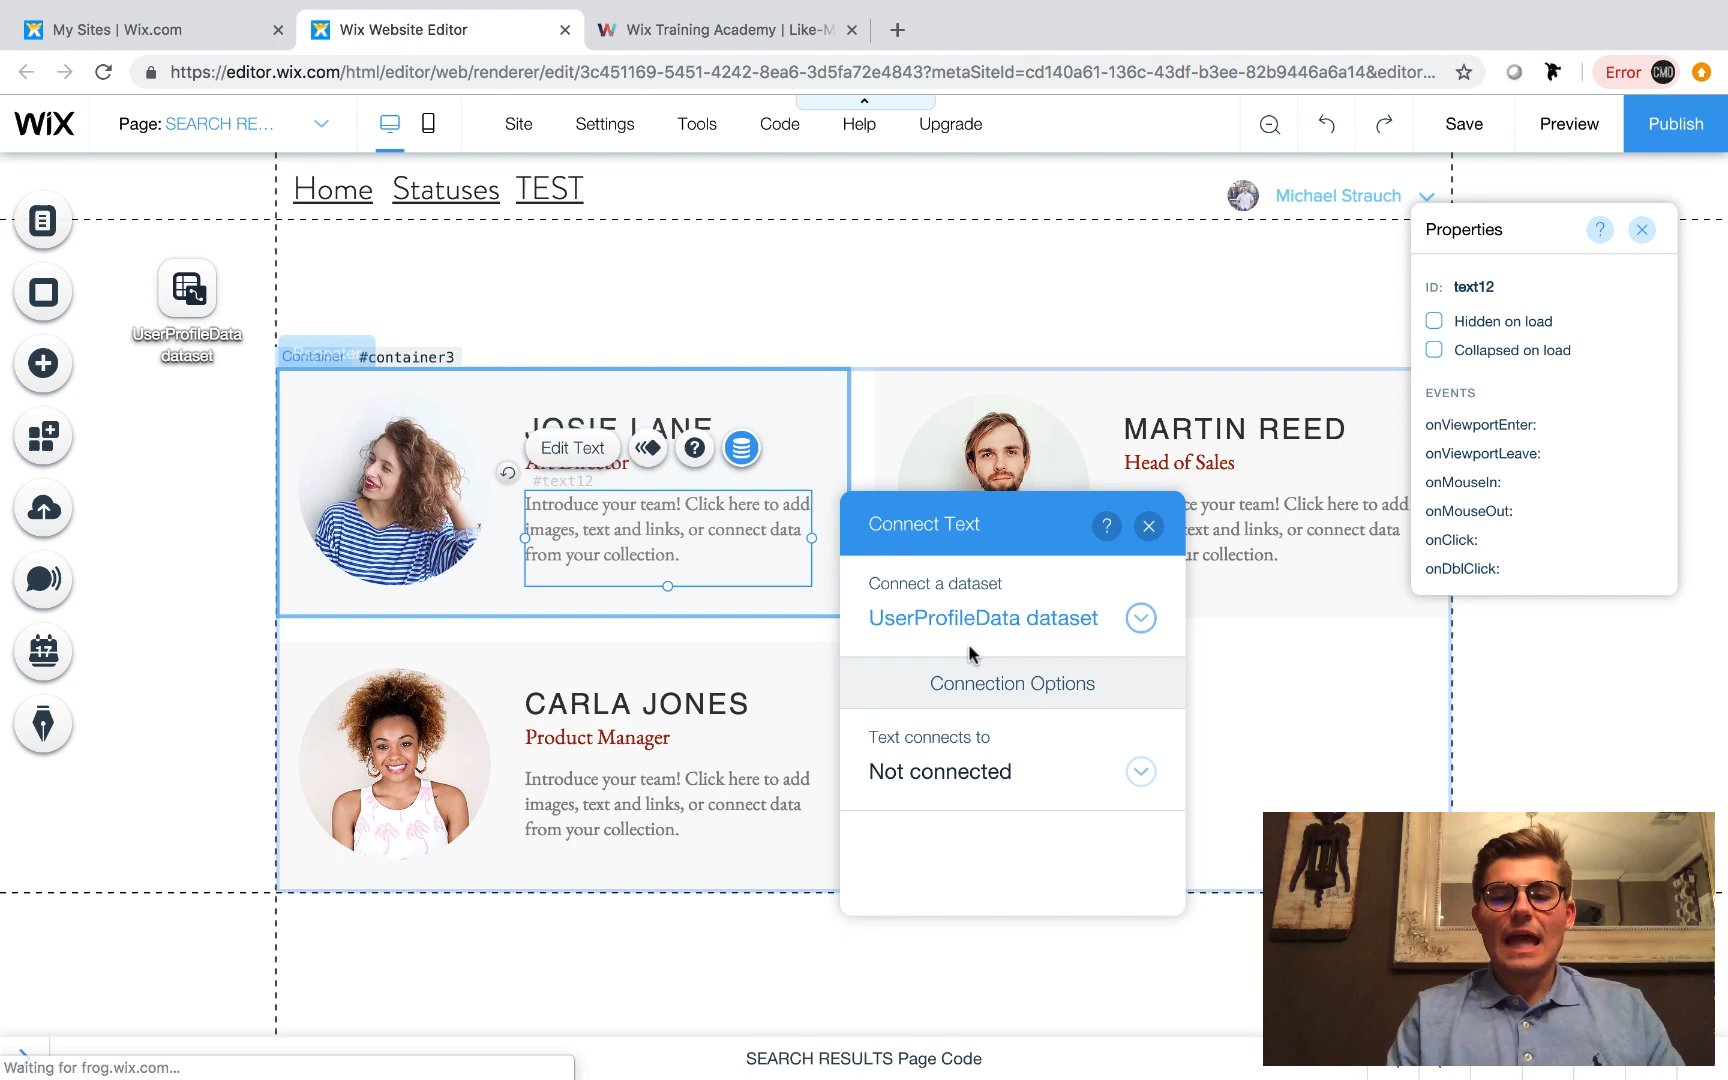 My Sites | Wix.com
Wix Website Editor
Wix Training Academy | Like-M
https://editor.wix.com/html/editor/web/renderer/edit/3c451169-5451-4242-8ea6-3d5fa72e4843?metaSiteId=cd140a61-136c-43df-b3ee-82b9446a6a14&editor...
Error
CMD
WiX
Page: SEARCH RE...
Site
Settings
Tools
Code
Help
Upgrade
Save
Preview
Publish
Home
Statuses
TEST
Michael Strauch
Properties
?
ID: text12
Hidden on load
Collapsed on load
EVENTS
onViewportEnter:
onViewportLeave:
onMouseIn:
onMouseOut:
onClick:
onDblClick:
UserProfileData
dataset
17
Container #container3
JOSIE LANE
Edit Text
?
Art Director
#text12
Introduce your team! Click here to add
images, text and links, or connect data
from your collection.
MARTIN REED
Head of Sales
ce your team! Click here to add
text and links, or connect data
ur collection.
Connect Text
?
Connect a dataset
UserProfileData dataset
Connection Options
Text connects to
Not connected
CARLA JONES
Product Manager
Introduce your team! Click here to add
images, text and links, or connect data
from your collection.
SEARCH RESULTS Page Code
Waiting for frog.wix.com...